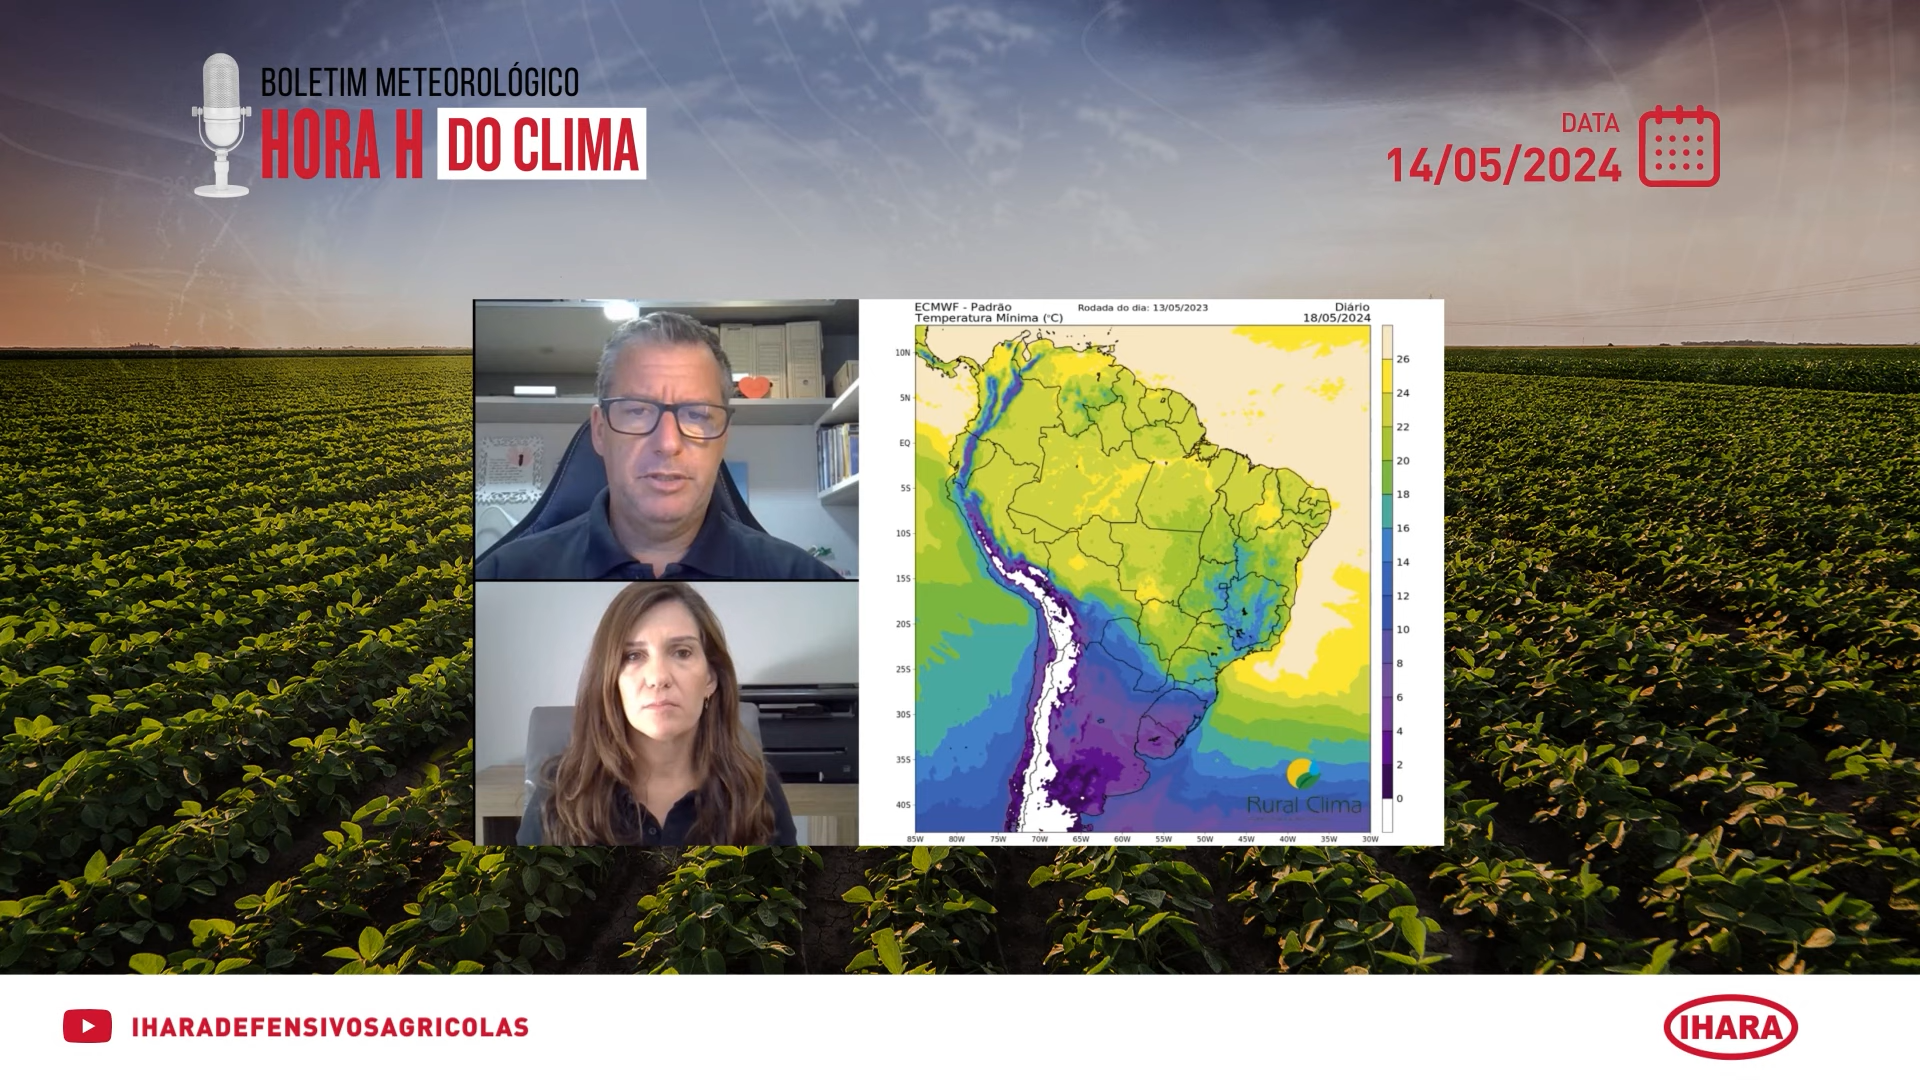 BOLETIM METEOROLÓGICO
HORA H DO CLIMA
DATA
14/05/2024
ECMWF - Padrão
Rodada do dia: 13/05/2023
Diário
Temperatura Mínima (°C)
18/05/2024
10N
5N
EQ
5S
10S
15S
20S
25S
30S
35S
40S
85W 80W 75W 70W 65W 60W 55W 50W 45W 40W 35W 30W
26
24
22
20
18
16
14
12
10
8
6
4
2
0
Rural Clima
1010
IHARADEFENSIVOSAGRICOLAS
IHARA